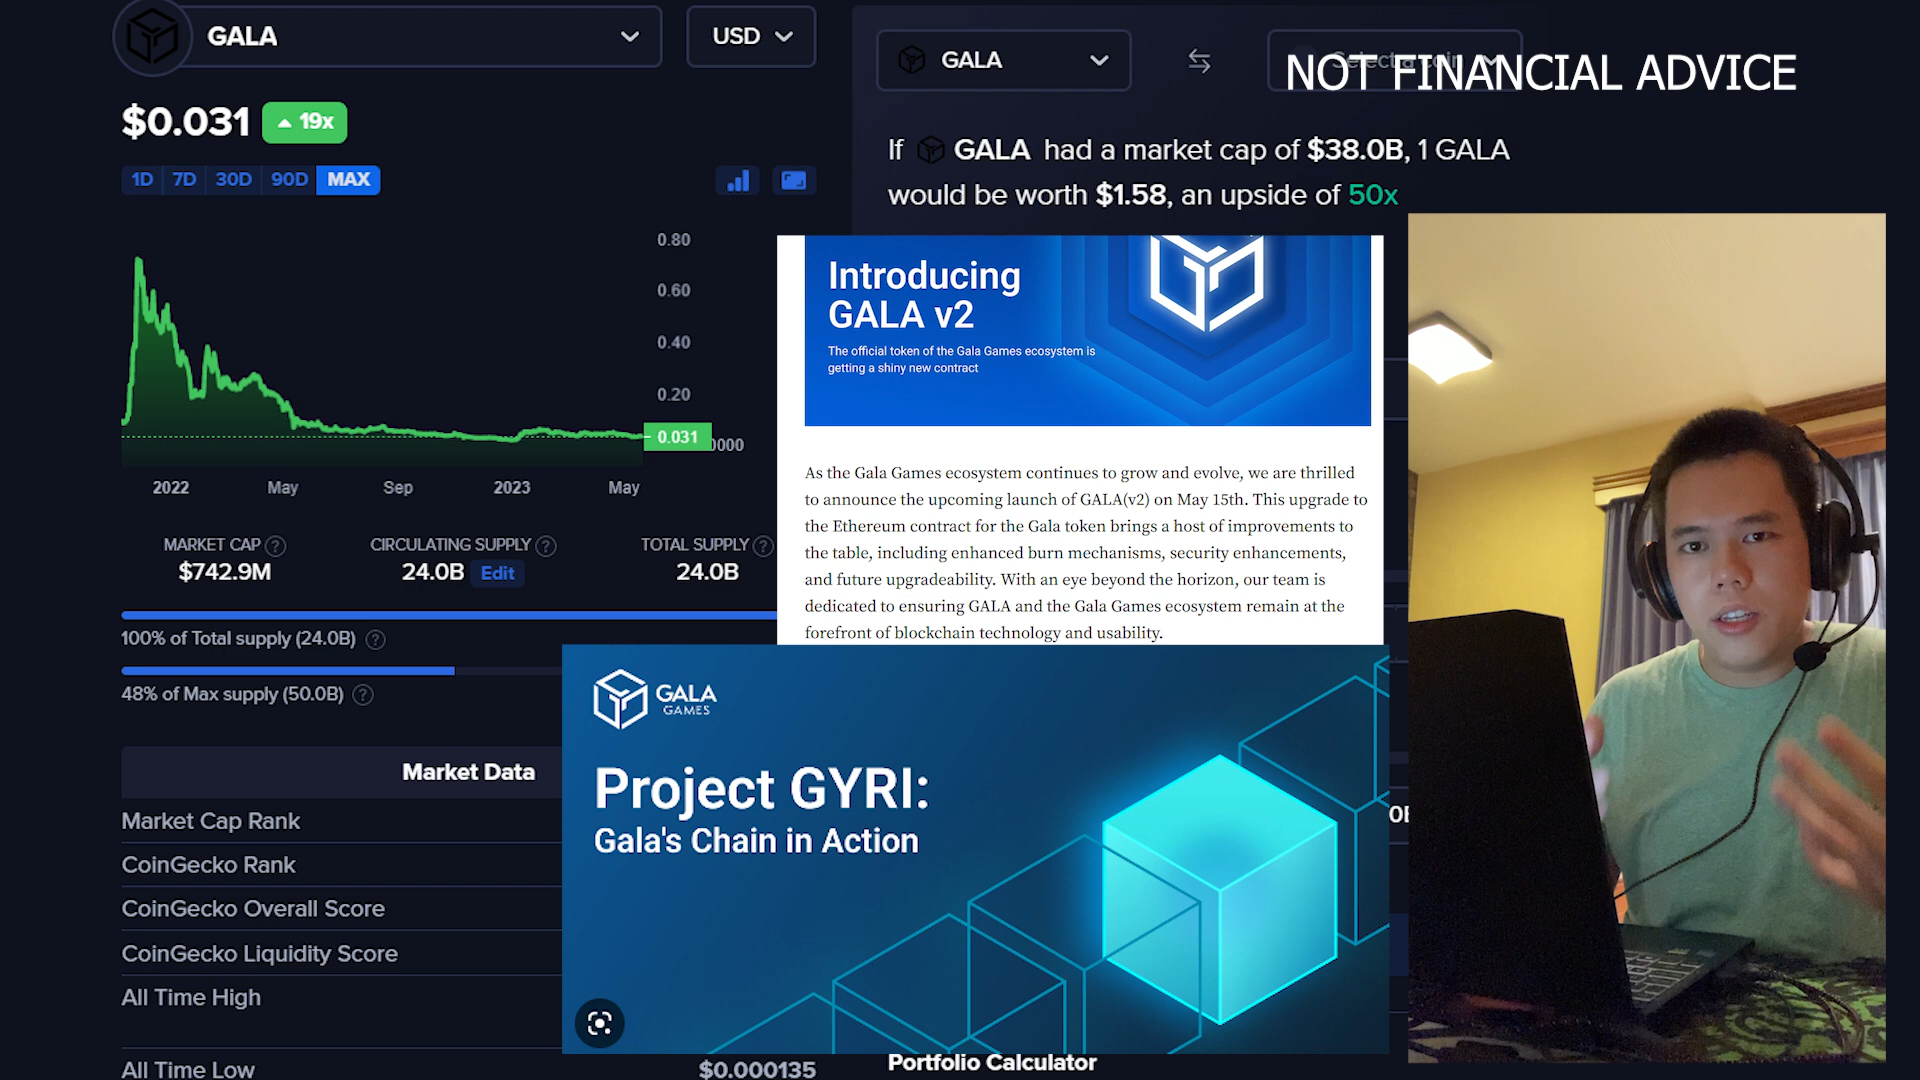 GALA
USD
$0.031
19x
1D 7D 30D 90D MAX
0.80
0.60
0.40
0.20
0.031
0000
2022 May Sep 2023 May
MARKET CAP ?
$742.9M
CIRCULATING SUPPLY ?
24.0B Edit
TOTAL SUPPLY ?
24.0B
100% of Total supply (24.0B) ?
48% of Max supply (50.0B) ?
Market Data
Market Cap Rank
CoinGecko Rank
CoinGecko Overall Score
CoinGecko Liquidity Score
All Time High
All Time Low
$0.000135
GALA
Select a coin
NOT FINANCIAL ADVICE
If GALA had a market cap of $38.0B, 1 GALA
would be worth $1.58, an upside of 50x
Introducing
GALA v2
The official token of the Gala Games ecosystem is
getting a shiny new contract
As the Gala Games ecosystem continues to grow and evolve, we are thrilled
to announce the upcoming launch of GALA(v2) on May 15th. This upgrade to
the Ethereum contract for the Gala token brings a host of improvements to
the table, including enhanced burn mechanisms, security enhancements,
and future upgradeability. With an eye beyond the horizon, our team is
dedicated to ensuring GALA and the Gala Games ecosystem remain at the
forefront of blockchain technology and usability.
GALA
GAMES
Project GYRI:
Gala's Chain in Action
Portfolio Calculator